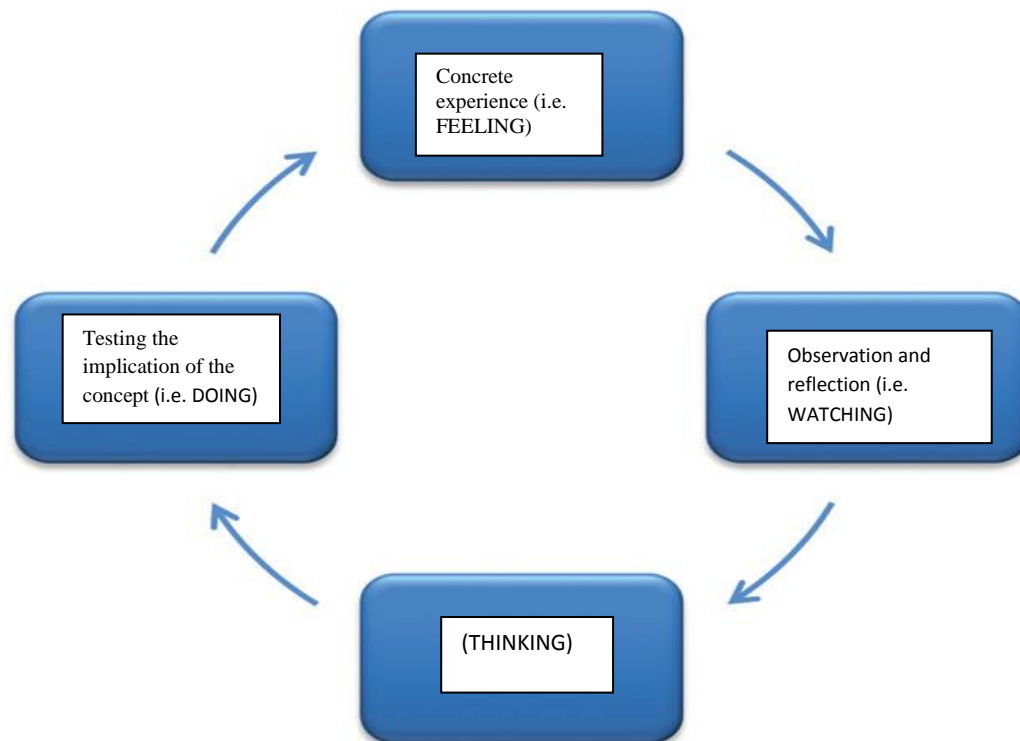 Concrete
experience (i.e.
FEELING)
Testing the
implication of the
concept (i.e. DOING)
Observation and
reflection (i.e.
WATCHING)
(THINKING)